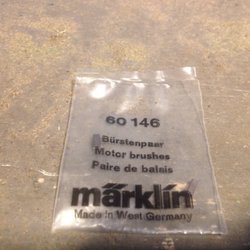 60 146
Bürstenpaar
Motor brushes
Paire de balais
märklin
Made in West Germany